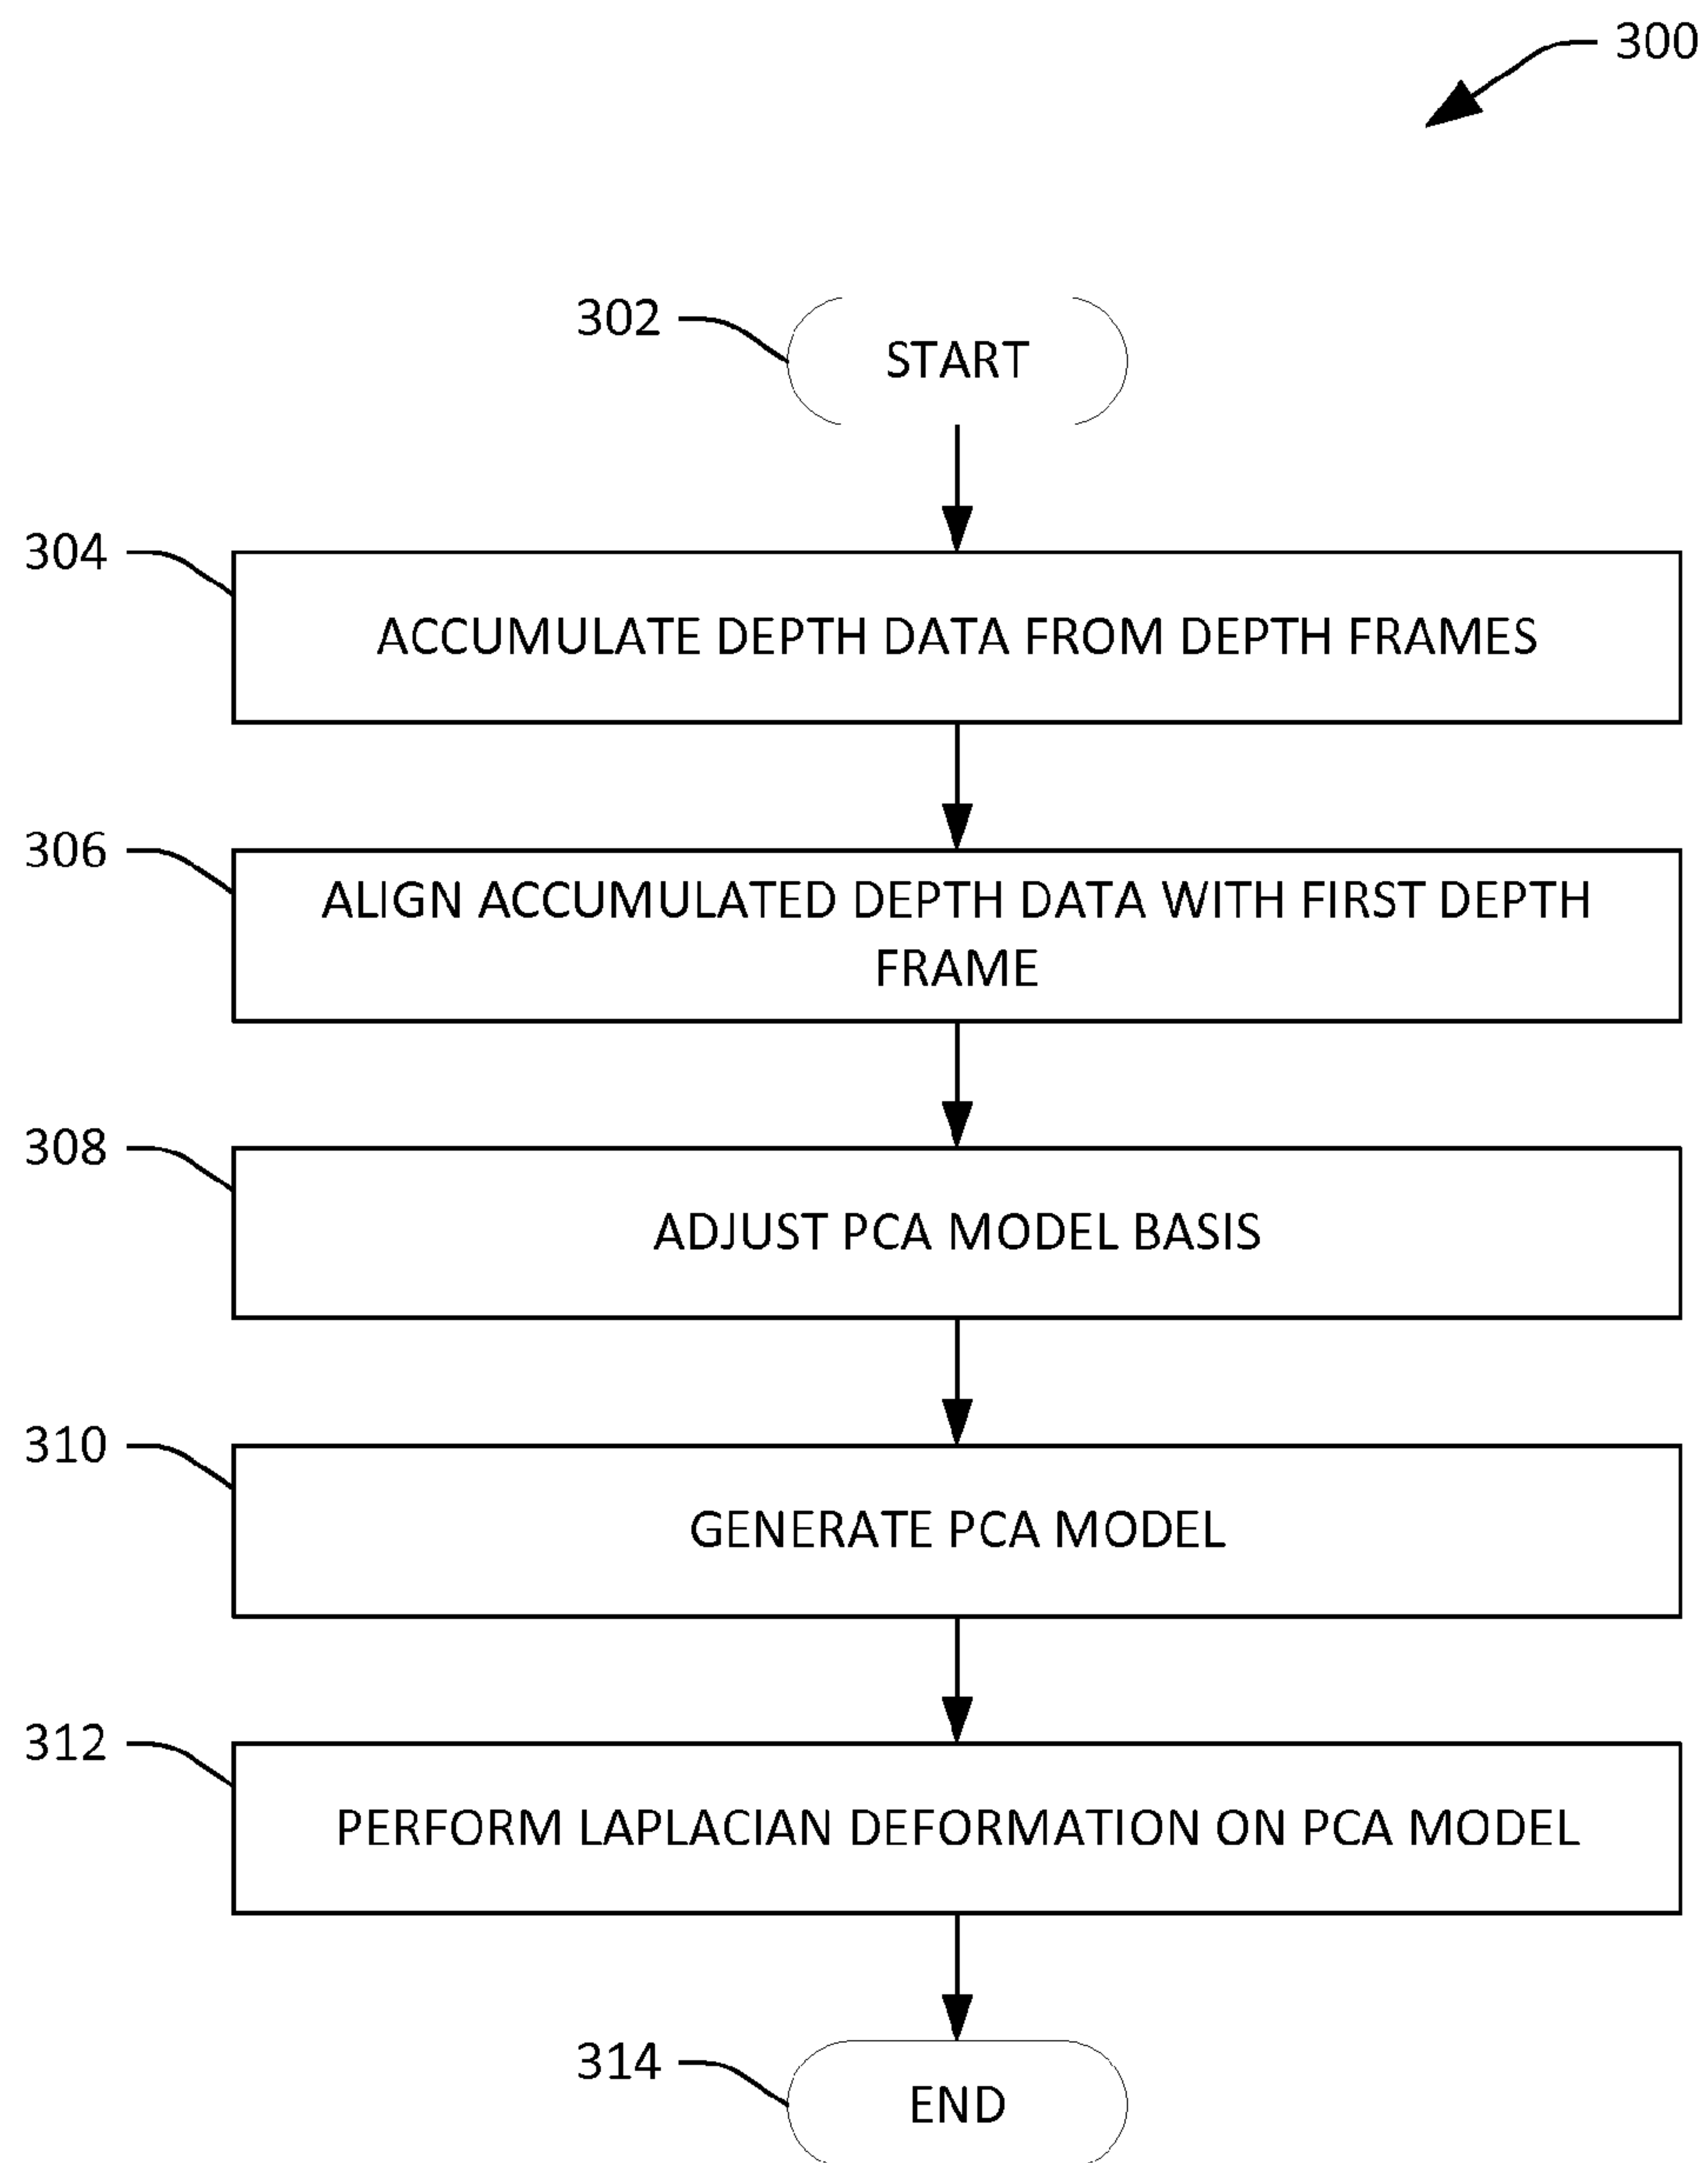 300
302
START
304
ACCUMULATE DEPTH DATA FROM DEPTH FRAMES
306
ALIGN ACCUMULATED DEPTH DATA WITH FIRST DEPTH
FRAME
308
ADJUST PCA MODEL BASIS
310
GENERATE PCA MODEL
312
PERFORM LAPLACIAN DEFORMATION ON PCA MODEL
314
END